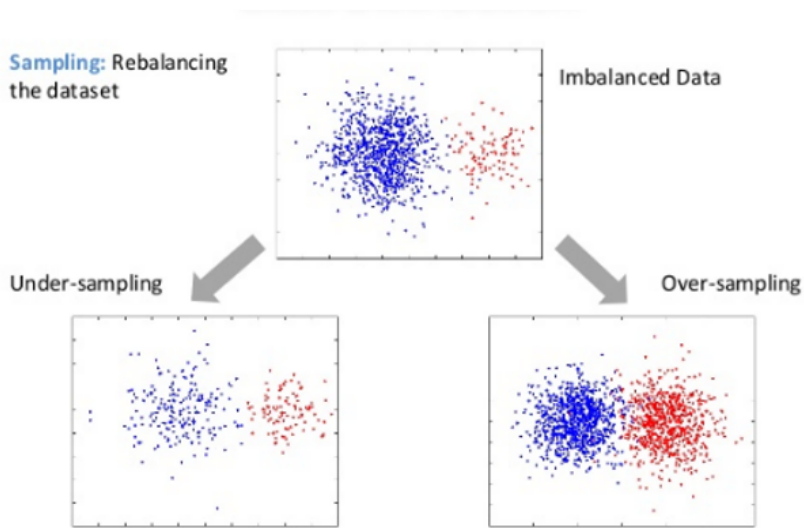 Sampling: Rebalancing
the dataset
Imbalanced Data
Under-sampling
Over-sampling